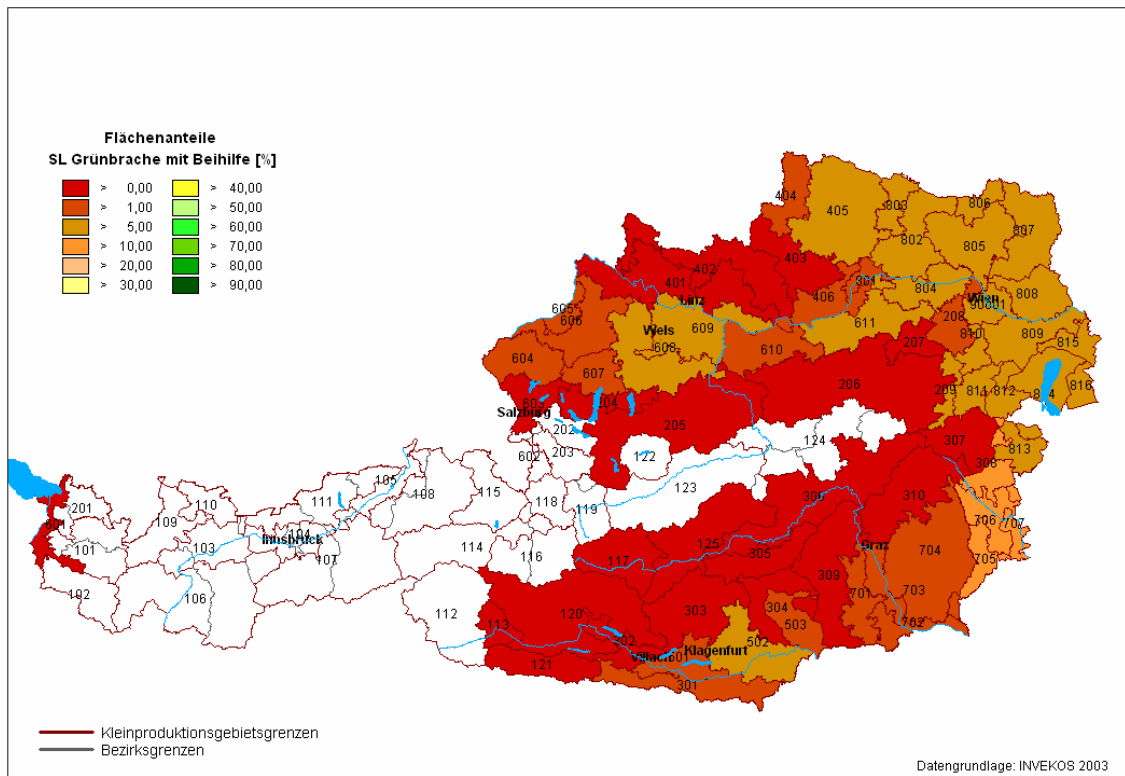 Flächenanteile
SL Grünbrache mit Beihilfe [%]
> 0,00 > 40,00
> 1,00 > 50,00
> 5,00 > 60,00
> 10,00 > 70,00
> 20,00 > 80,00
> 30,00 > 90,00
404
803 806
405 807
802 805
402 403
401
Linz 406 801 804 808
605 Wien
606 Wels 609 208
611 810 809
608 610 207 815
604
607 206 209 811 812 816
Salzburg
202 205 307
203 124 813
602 122 308
105 111 108 115 118 123 310
110 306
201 109 119 706 707
101 103 104 Innsbruck 114 125 Graz
107 116 117 305 704 705
102 106 309
112 120 303 304 701 703
113 503 702
302 502
121 Villach Klagenfurt
301
Kleinproduktionsgebietsgrenzen
Bezirksgrenzen
Datengrundlage: INVEKOS 2003